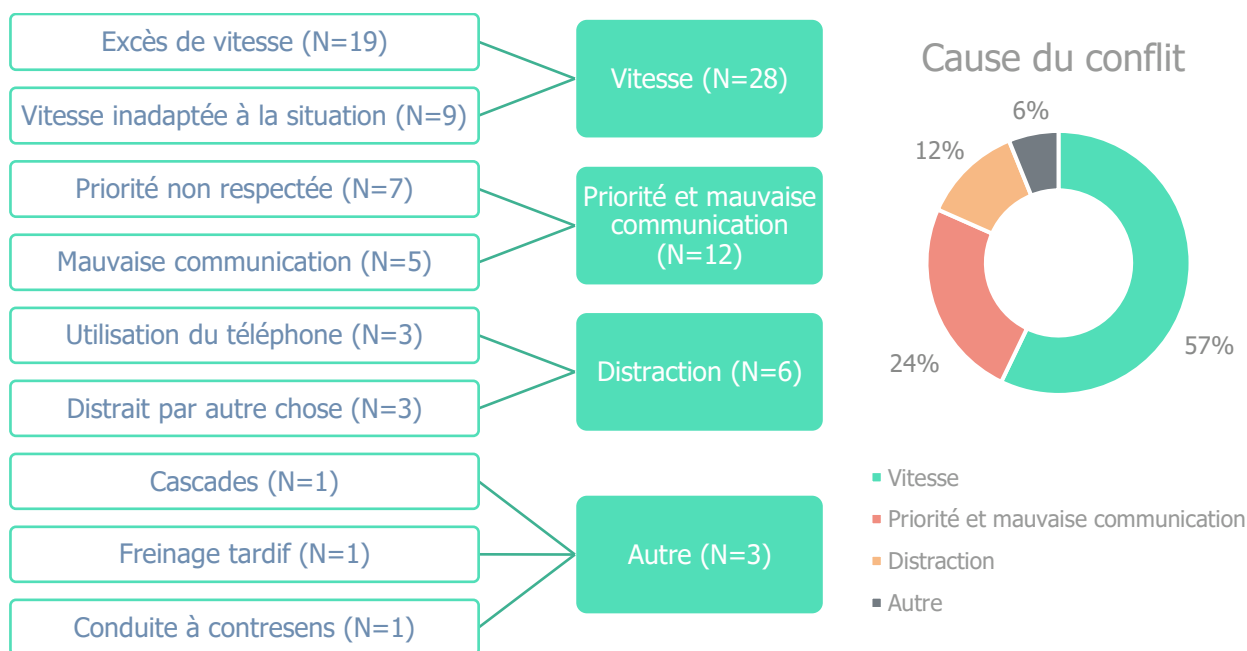 Excès de vitesse (N=19)
Vitesse inadaptée à la situation (N=9)
Vitesse (N=28)
Priorité non respectée (N=7)
Mauvaise communication (N=5)
Priorité et mauvaise
communication
(N=12)
Utilisation du téléphone (N=3)
Distrait par autre chose (N=3)
Distraction (N=6)
Cascades (N=1)
Freinage tardif (N=1)
Conduite à contresens (N=1)
Autre (N=3)
Cause du conflit
6%
12%
24%
57%
Vitesse
Priorité et mauvaise communication
Distraction
Autre